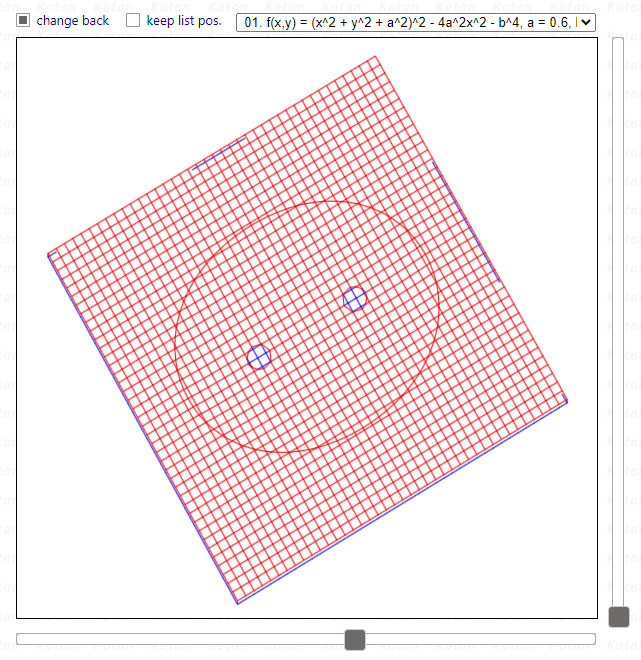 change back keep list pos. 01. f(x,y) = (x^2 + y^2 + a^2)^2 - 4a^2x^2 - b^4, a = 0.6,